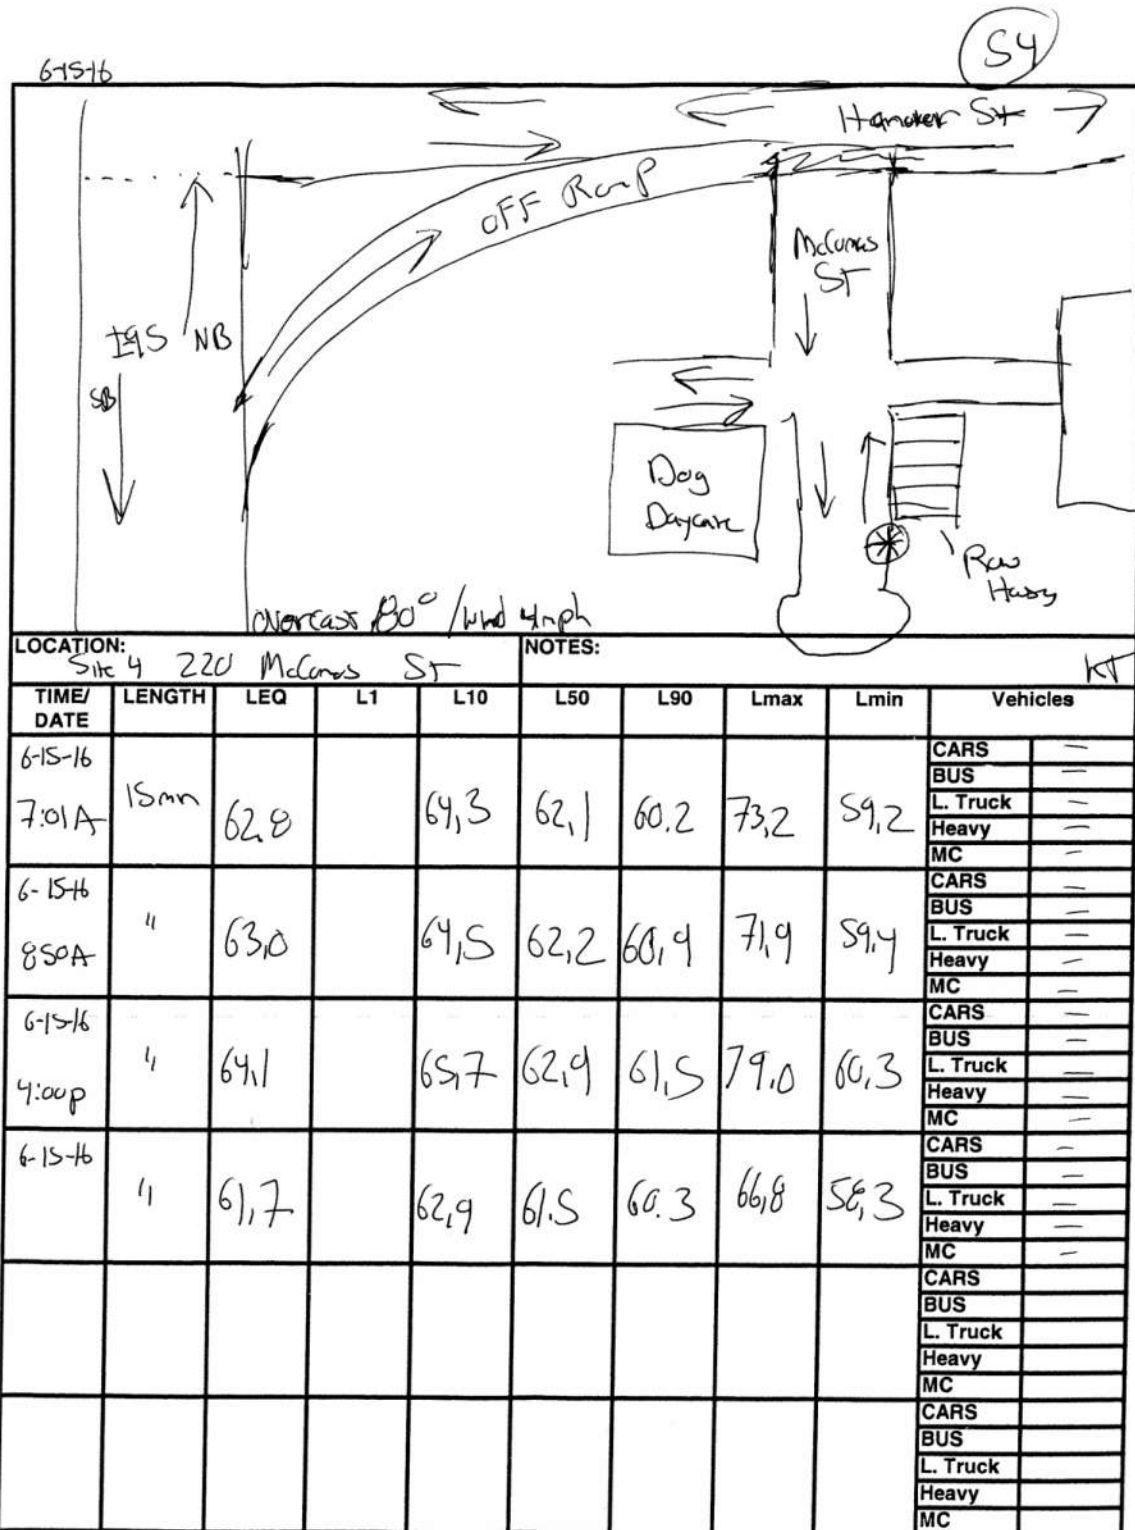 S4
6-15-16
Hanover St
OFF RamP
McComas
ST
I95 NB
SB
Dog
Daycare
Row
overcast 80° / wind 4mph
LOCATION:
Site 4 220 McComas St
NOTES:
KT
TIME/ DATE LENGTH LEQ L1 L10 L50 L90 Lmax Lmin Vehicles
6-15-16
7:01A 15min 62.8 64,3 62,1 60.2 73,2 59,2
CARS —
BUS —
L. Truck —
Heavy —
MC —
6-15-16
850A " 63,0 64,5 62,2 60,9 71,9 59,4
CARS —
BUS —
L. Truck —
Heavy —
MC —
6-15-16
4:00p " 64,1 65,7 62,9 61,5 79,0 60,3
CARS —
BUS —
L. Truck —
Heavy —
MC —
6-15-16
" 61,7 62,9 61.5 60.3 66,8 58,3
CARS —
BUS —
L. Truck —
Heavy —
MC —
CARS
BUS
L. Truck
Heavy
MC
CARS
BUS
L. Truck
Heavy
MC